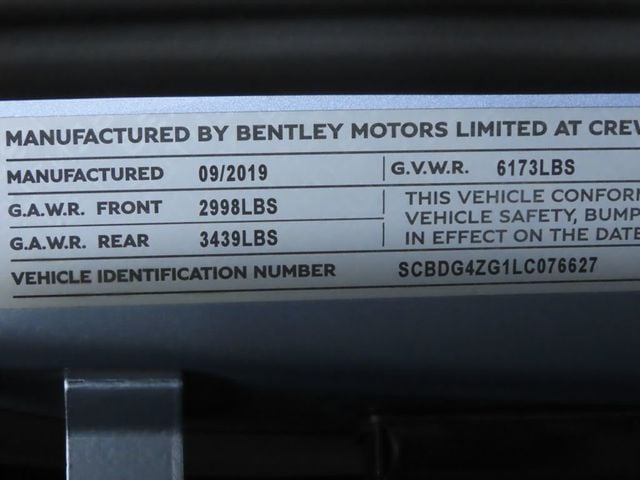 MANUFACTURED BY BENTLEY MOTORS LIMITED AT
MANUFACTURED 09/2019 G.V.W.R. 6173LBS
G.A.W.R. FRONT 2998LBS
G.A.W.R. REAR 3439LBS
THIS VEHICLE
VEHICLE SAFETY,
IN EFFECT ON THE DATE
VEHICLE IDENTIFICATION NUMBER SCBDG4ZG1LC076627